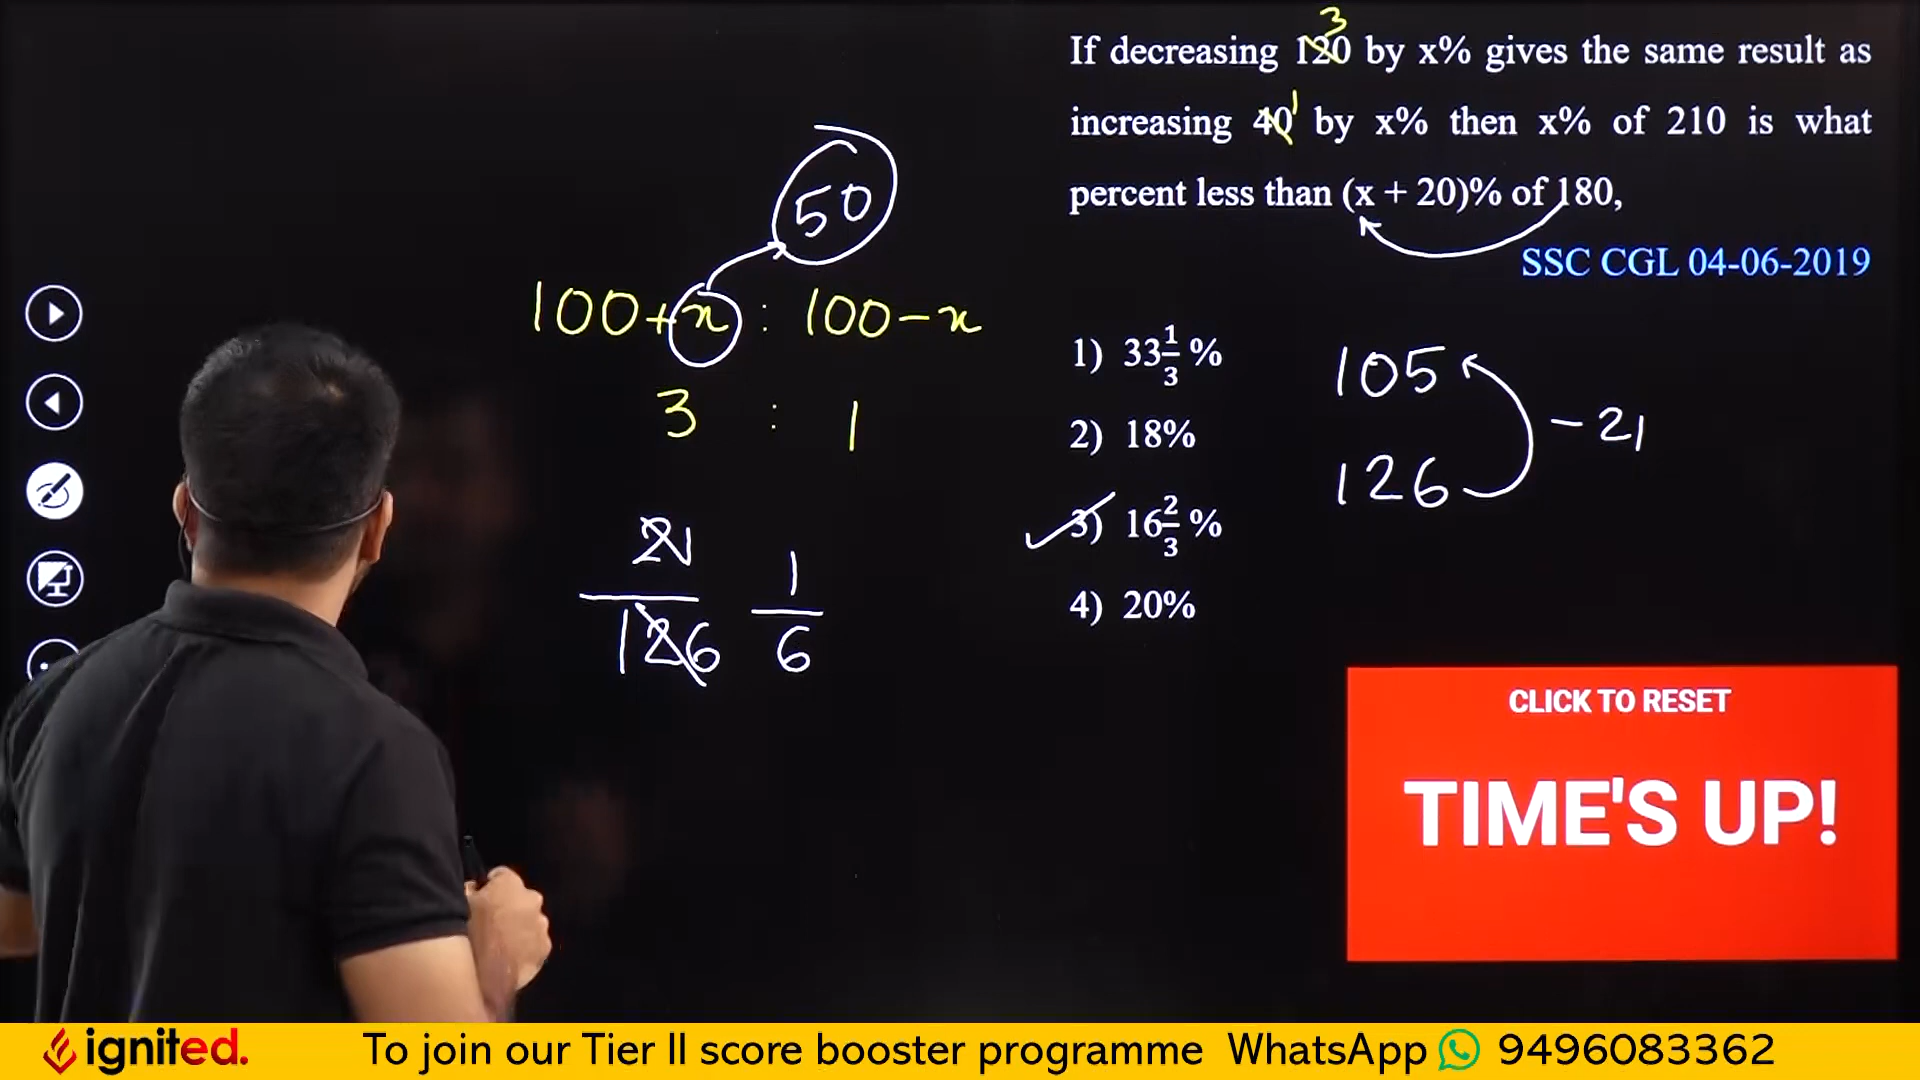 If decreasing 120 by x% gives the same result as
3
increasing 40 by x% then x% of 210 is what
1
percent less than (x + 20)% of 180,
SSC CGL 04-06-2019
50
100+x : 100-x
3 : 1
1) 33 1/3 %
2) 18%
3) 16 2/3 %
4) 20%
105
126
-21
21/126 1/6
CLICK TO RESET
TIME'S UP!
ignited. To join our Tier II score booster programme WhatsApp 9496083362